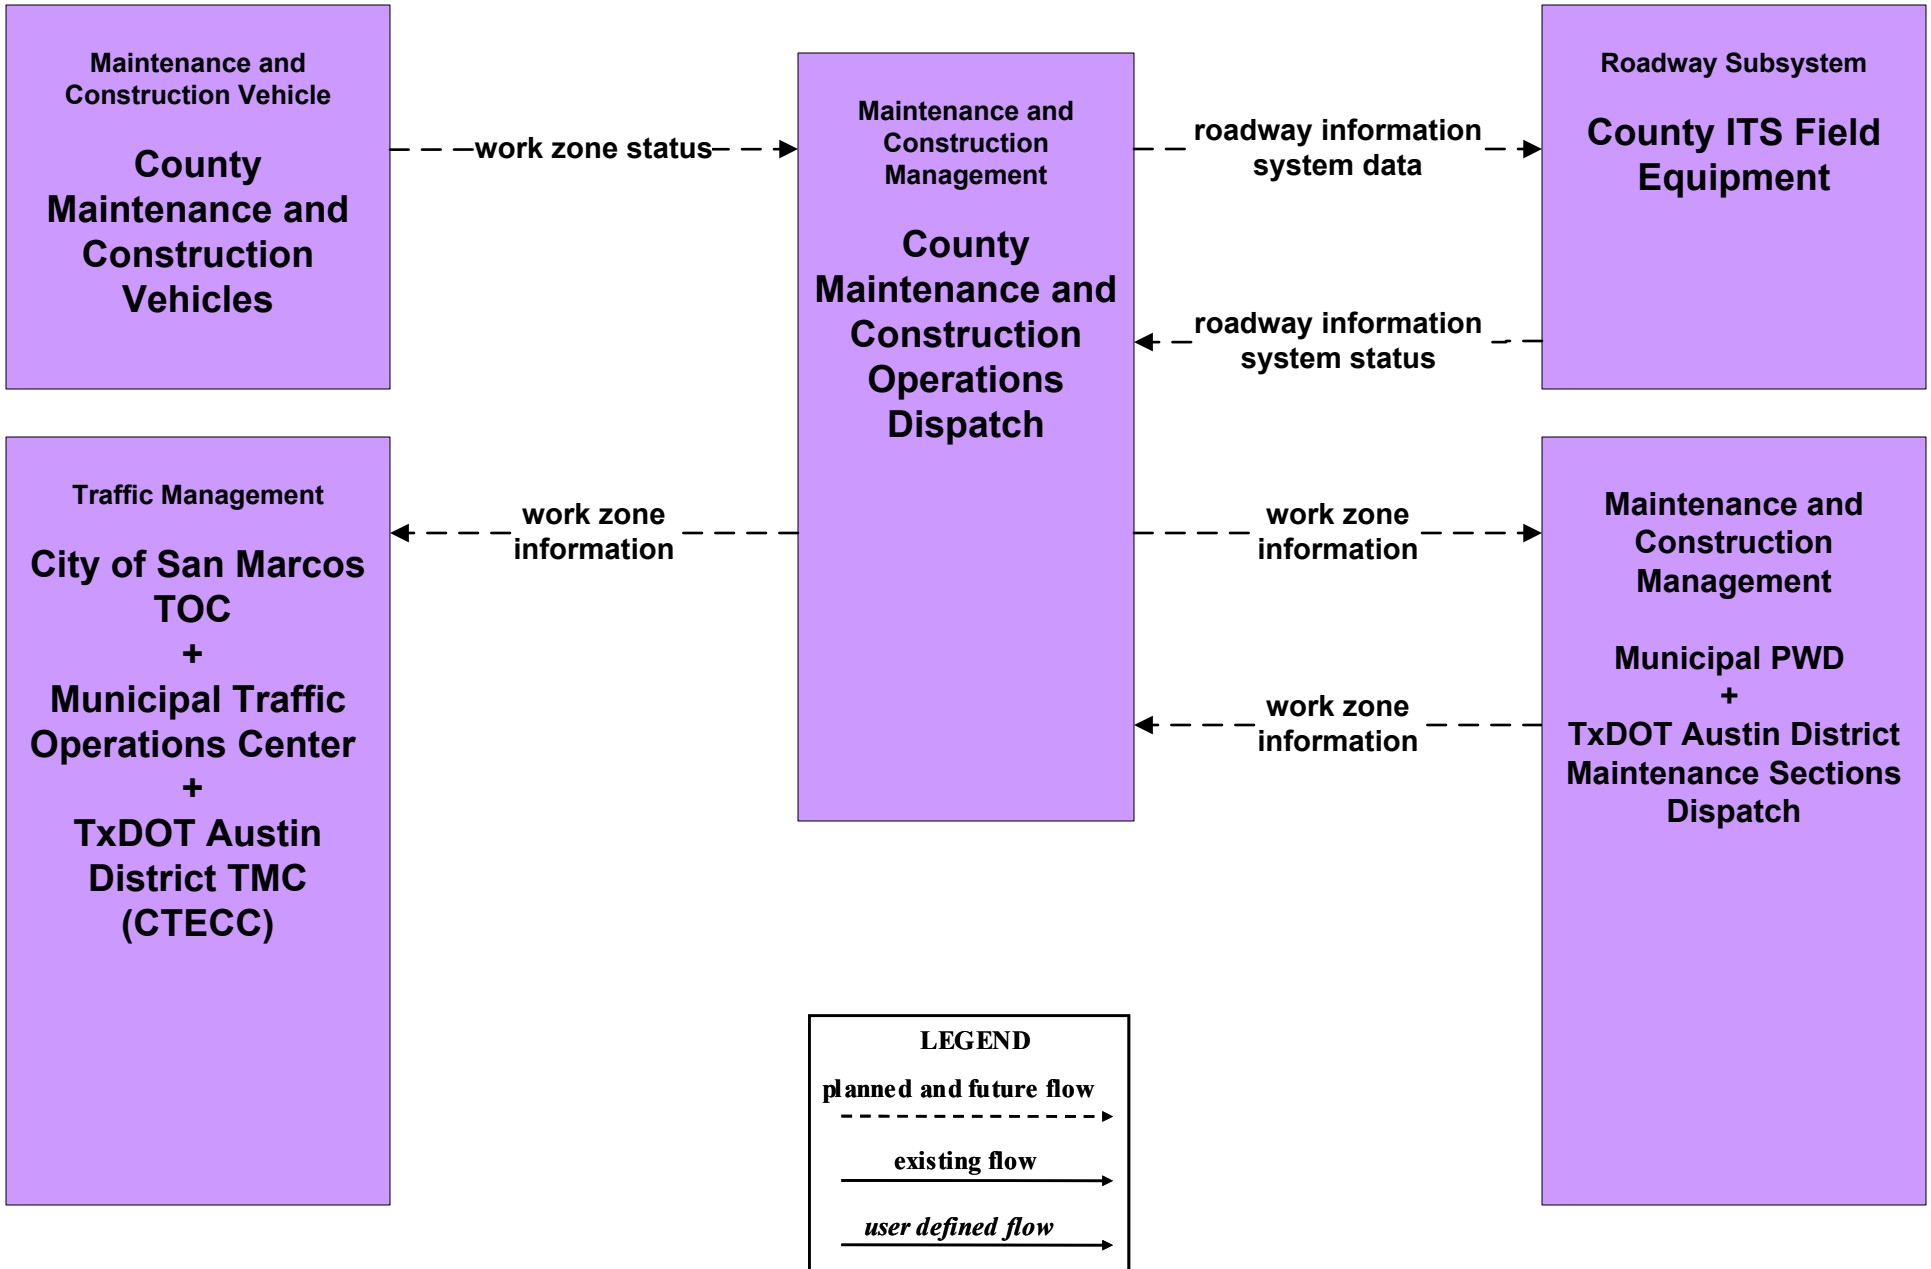 Maintenance and
Construction Vehicle
County
Maintenance and
Construction
Vehicles
work zone status
Maintenance and
Construction
Management
County
Maintenance and
Construction
Operations
Dispatch
roadway information
system data
roadway information
system status
Roadway Subsystem
County ITS Field
Equipment
Traffic Management
City of San Marcos
TOC
+
Municipal Traffic
Operations Center
+
TxDOT Austin
District TMC
(CTECC)
work zone
information
work zone
information
work zone
information
Maintenance and
Construction
Management
Municipal PWD
+
TxDOT Austin District
Maintenance Sections
Dispatch
LEGEND
planned and future flow
existing flow
user defined flow